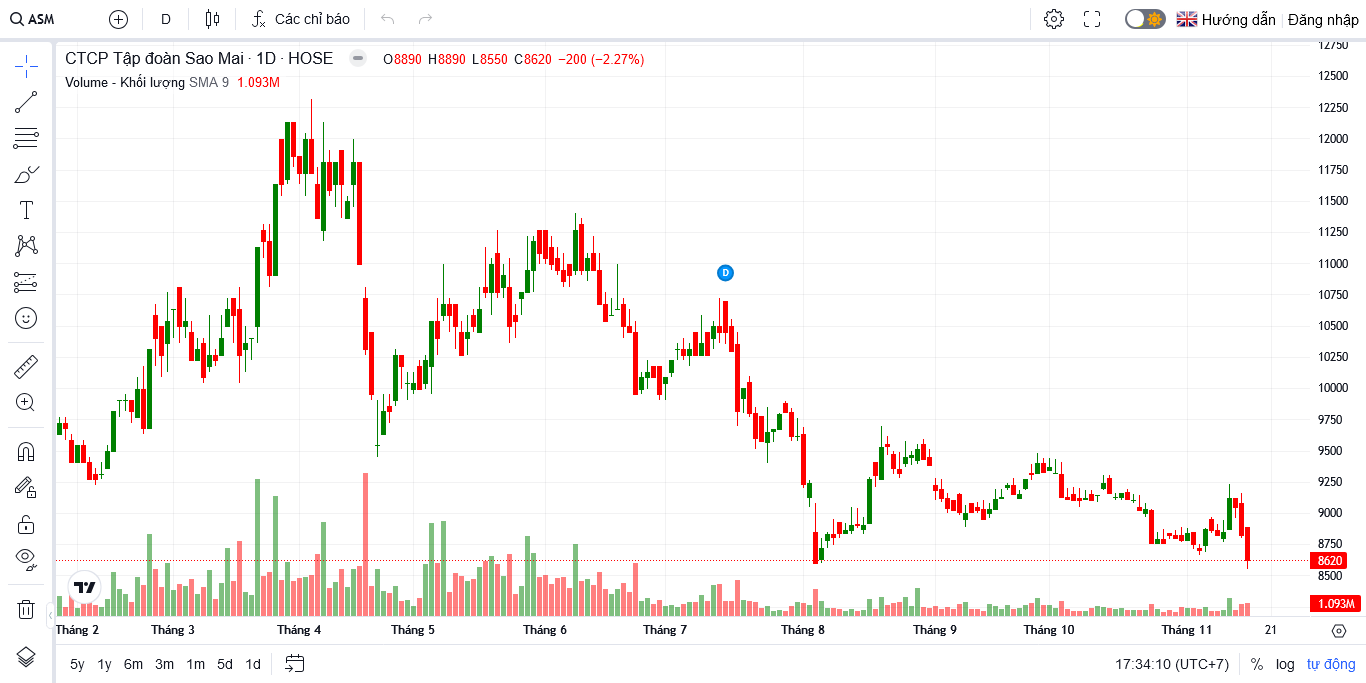 ASM D Các chỉ báo Hướng dẫn Đăng nhập
CTCP Tập đoàn Sao Mai · 1D · HOSE O8890 H8890 L8550 C8620 −200 (−2.27%)
Volume - Khối lượng SMA 9 1.093M
12750
12500
12250
12000
11750
11500
11250
11000
D
10750
10500
10250
10000
9750
9500
9250
9000
8750
8620
8500
1.093M
Tháng 2 Tháng 3 Tháng 4 Tháng 5 Tháng 6 Tháng 7 Tháng 8 Tháng 9 Tháng 10 Tháng 11 21
5y 1y 6m 3m 1m 5d 1d 17:34:10 (UTC+7) % log tự động